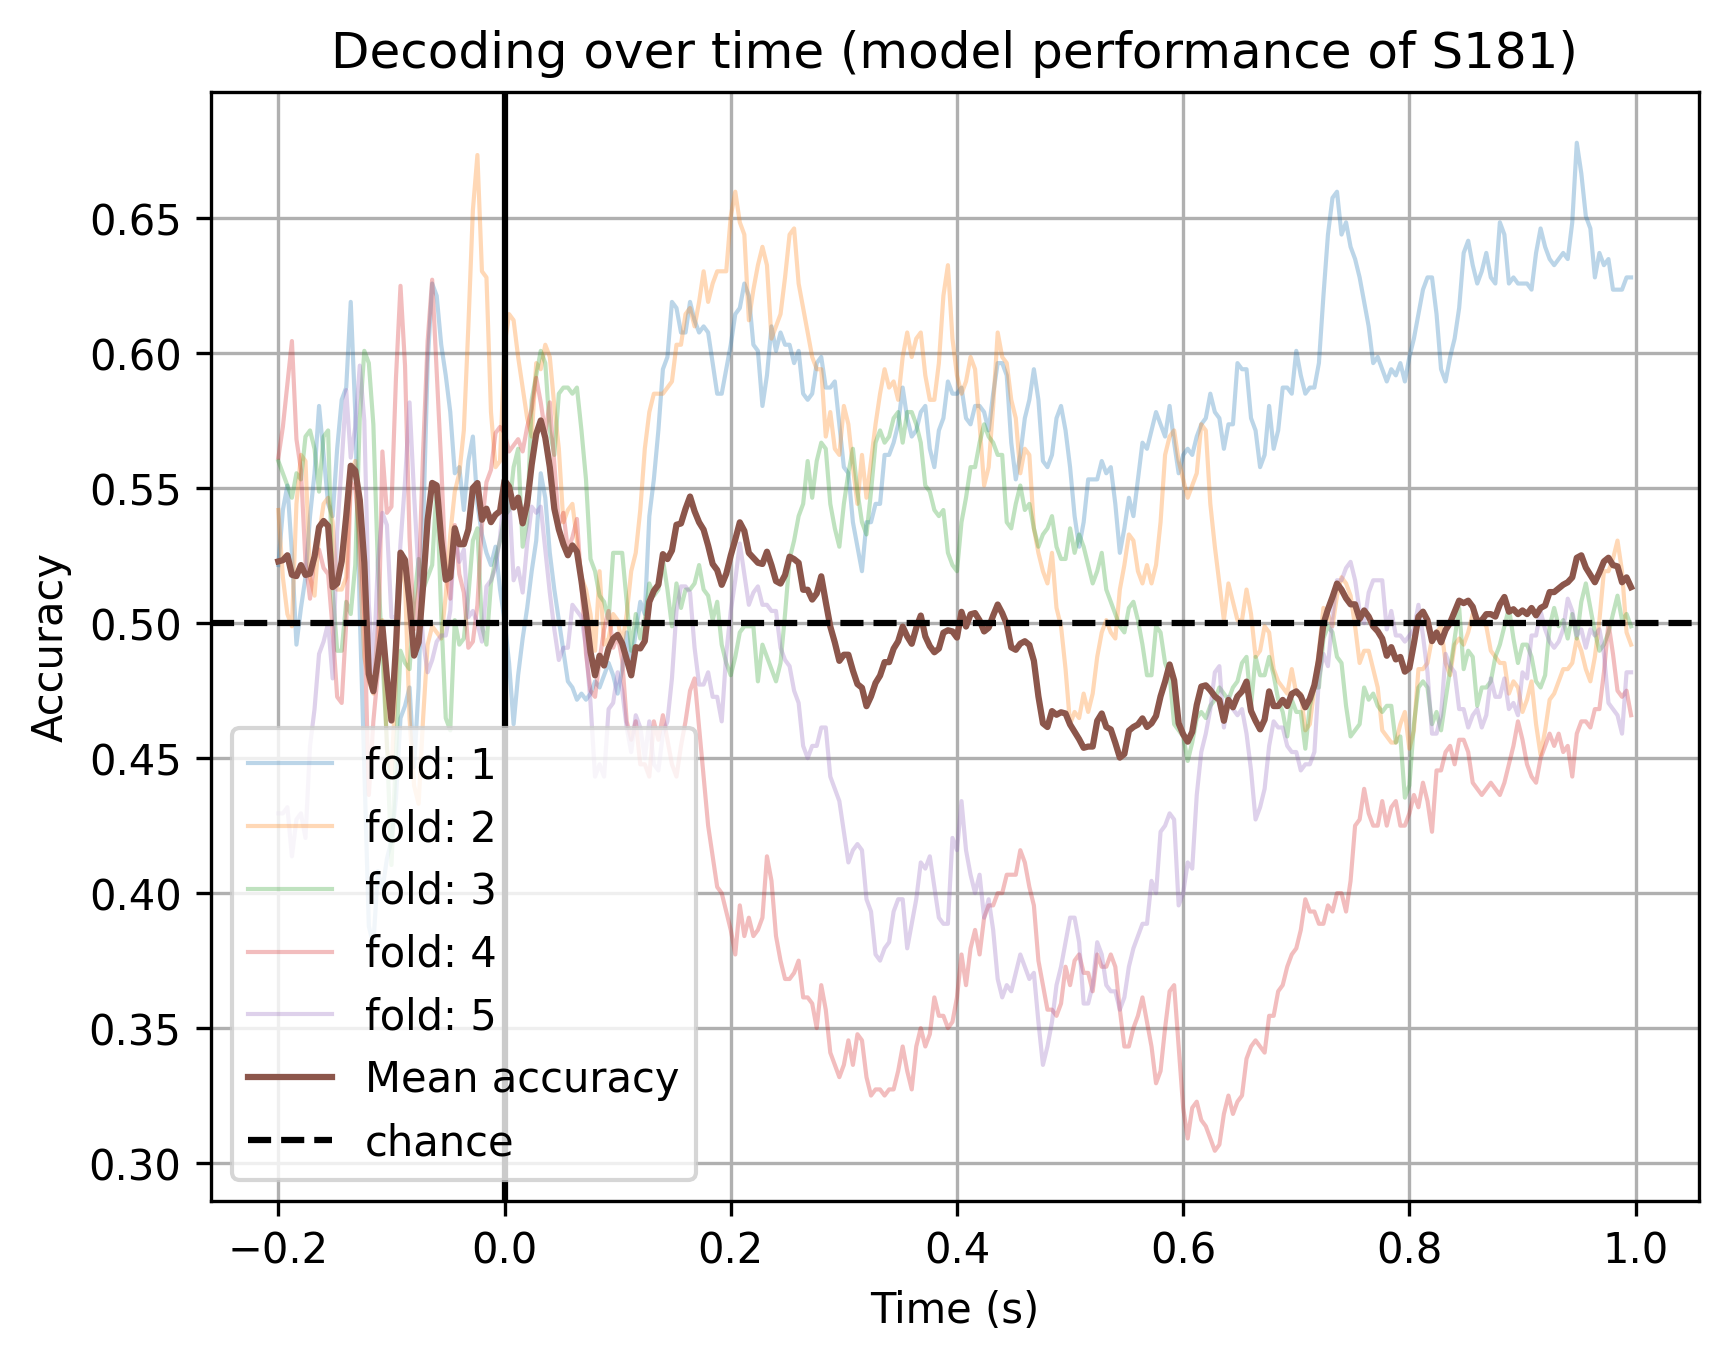 Decoding over time (model performance of S181)
Accuracy
0.65
0.60
0.55
0.50
0.45
0.40
0.35
0.30
fold: 1
fold: 2
fold: 3
fold: 4
fold: 5
Mean accuracy
chance
−0.2 0.0 0.2 0.4 0.6 0.8 1.0
Time (s)